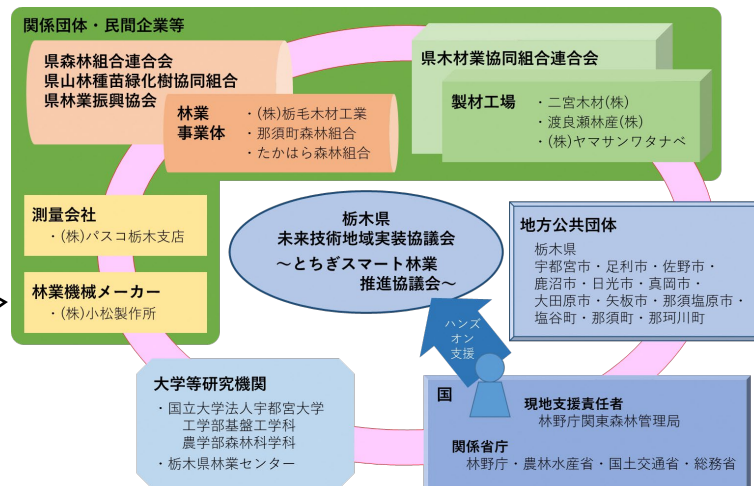 関係団体・民間企業等
県森林組合連合会
県山林種苗緑化樹協同組合
県林業振興協会
林業
事業体
・(株)栃毛木材工業
・那須町森林組合
・たかはら森林組合
県木材業協同組合連合会
製材工場
・二宮木材(株)
・渡良瀬林産(株)
・(株)ヤマサンワタナベ
測量会社
・(株)パスコ栃木支店
林業機械メーカー
・(株)小松製作所
栃木県
未来技術地域実装協議会
～とちぎスマート林業
推進協議会～
地方公共団体
栃木県
宇都宮市・足利市・佐野市・
鹿沼市・日光市・真岡市・
大田原市・矢板市・那須塩原市・
塩谷町・那須町・那珂川町
ハンズ
オン
支援
大学等研究機関
・国立大学法人宇都宮大学
工学部基盤工学科
農学部森林科学科
・栃木県林業センター
国
現地支援責任者
林野庁関東森林管理局
関係省庁
林野庁・農林水産省・国土交通省・総務省